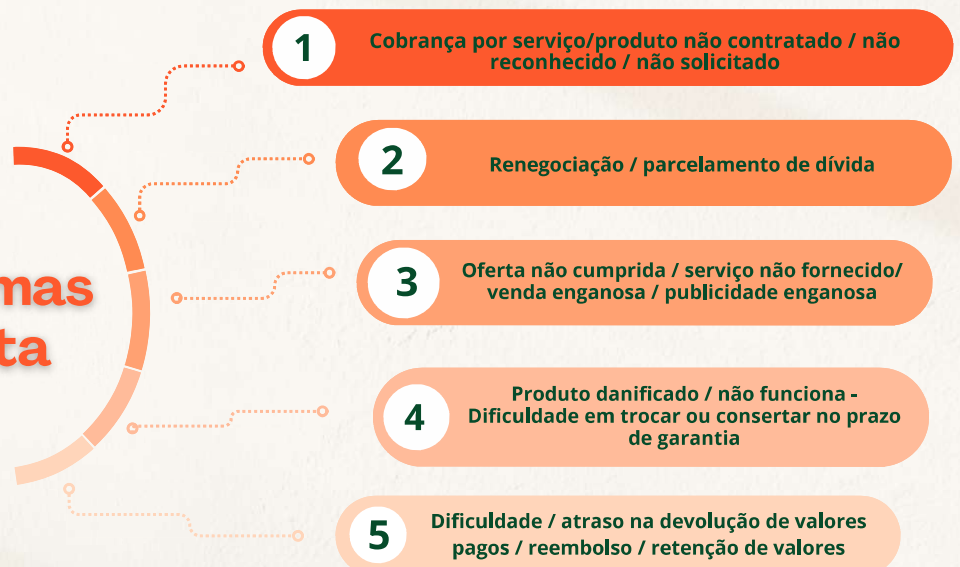 1
Cobrança por serviço/produto não contratado / não
reconhecido / não solicitado
2
Renegociação / parcelamento de dívida
3
Oferta não cumprida / serviço não fornecido/
venda enganosa / publicidade enganosa
mas
ta
4
Produto danificado / não funciona -
Dificuldade em trocar ou consertar no prazo
de garantia
5
Dificuldade / atraso na devolução de valores
pagos / reembolso / retenção de valores